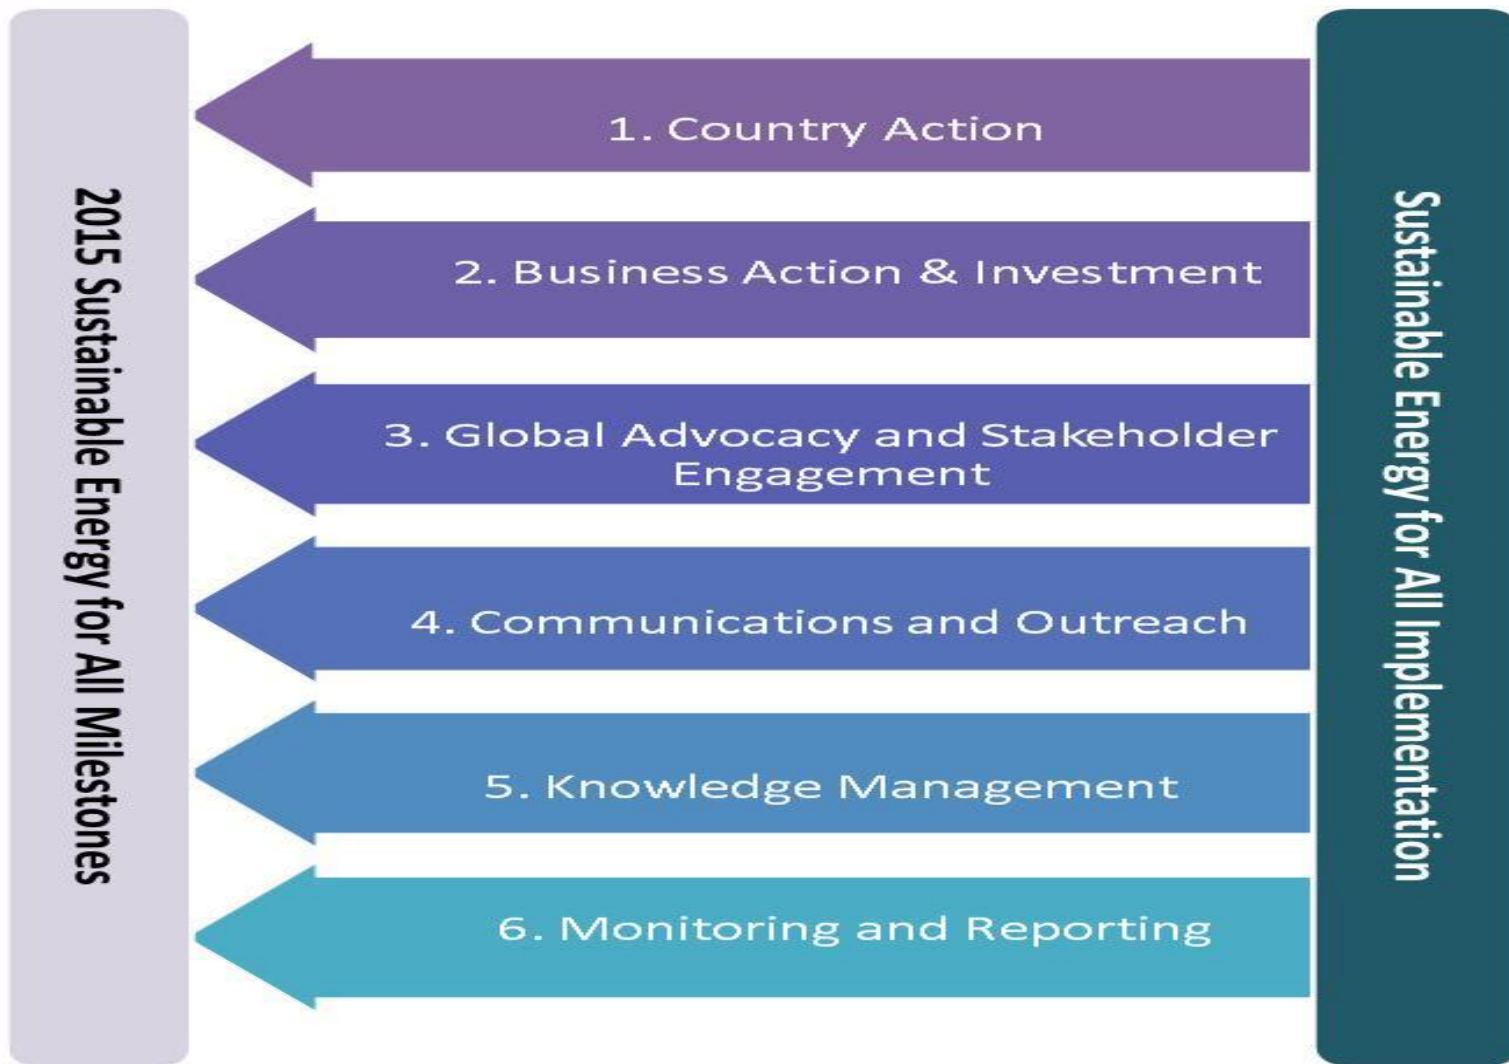 2015 Sustainable Energy for All Milestones
1. Country Action
2. Business Action & Investment
3. Global Advocacy and Stakeholder
Engagement
4. Communications and Outreach
5. Knowledge Management
6. Monitoring and Reporting
Sustainable Energy for All Implementation